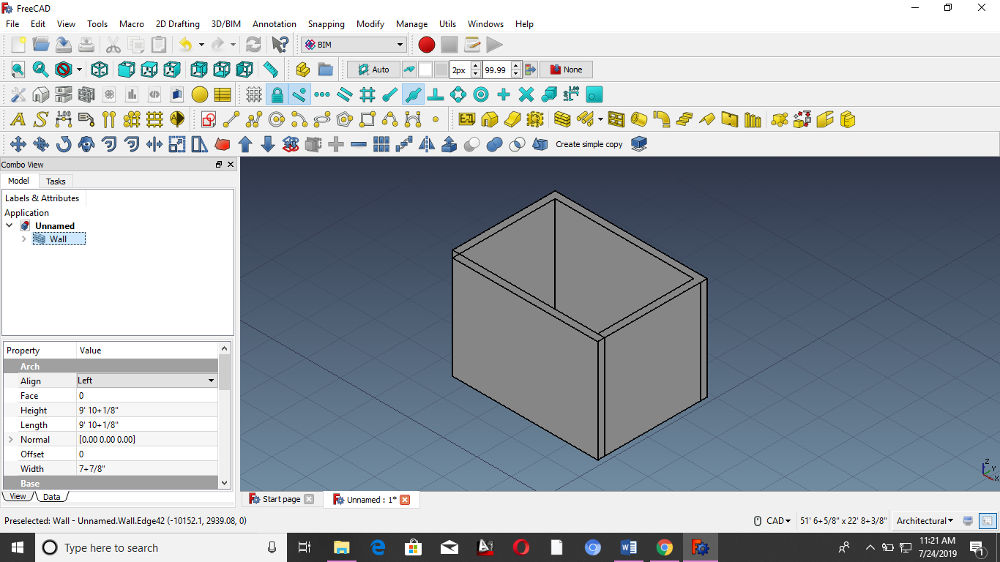 FreeCAD
File Edit View Tools Macro 2D Drafting 3D/BIM Annotation Snapping Modify Manage Utils Windows Help
BIM
Auto 2px 99.99 None
Create simple copy
Combo View
Model Tasks
Labels & Attributes
Application
Unnamed
Wall
Property Value
Arch
Align Left
Face 0
Height 9' 10+1/8"
Length 9' 10+1/8"
Normal [0.00 0.00 0.00]
Offset 0
Width 7+7/8"
Base
View Data
Start page Unnamed : 1*
Z
Y
X
Preselected: Wall - Unnamed.Wall.Edge42 (-10152.1, 2939.08, 0) CAD 51' 6+5/8" x 22' 8+3/8" Architectural
Type here to search
11:21 AM
7/24/2019
1